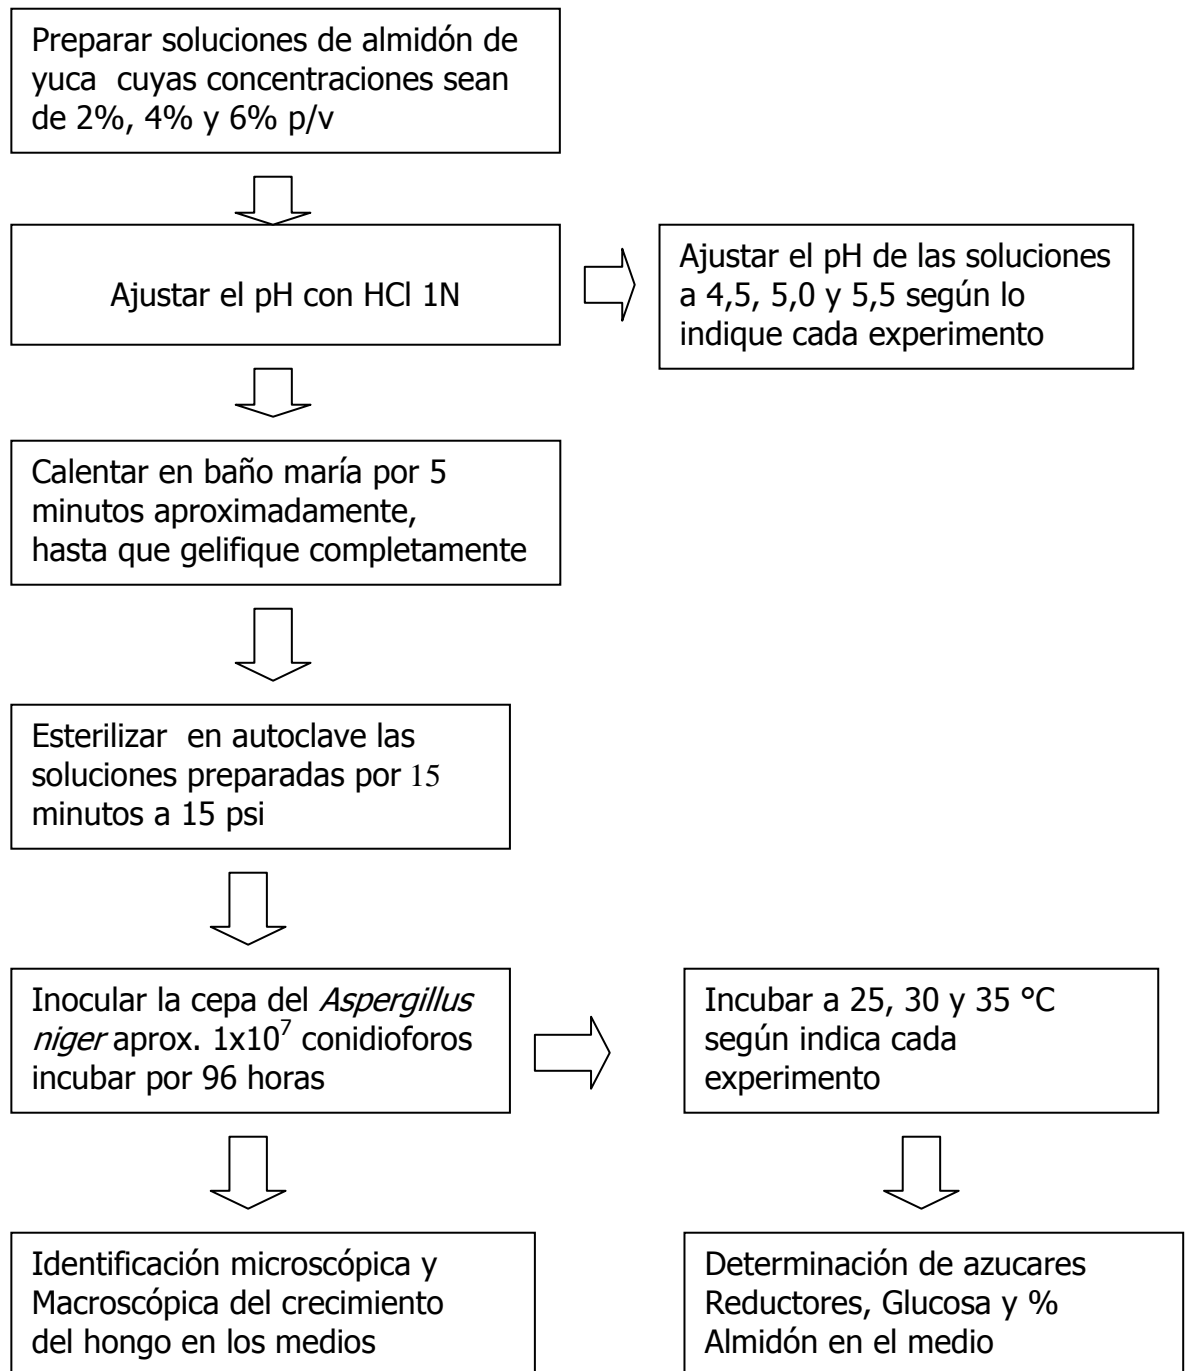 Preparar soluciones de almidón de
yuca cuyas concentraciones sean
de 2%, 4% y 6% p/v
Ajustar el pH con HCl 1N
Ajustar el pH de las soluciones
a 4,5, 5,0 y 5,5 según lo
indique cada experimento
Calentar en baño maría por 5
minutos aproximadamente,
hasta que gelifique completamente
Esterilizar en autoclave las
soluciones preparadas por 15
minutos a 15 psi
Inocular la cepa del Aspergillus
niger aprox. 1x10⁷ conidioforos
incubar por 96 horas
Incubar a 25, 30 y 35 °C
según indica cada
experimento
Identificación microscópica y
Macroscópica del crecimiento
del hongo en los medios
Determinación de azucares
Reductores, Glucosa y %
Almidón en el medio